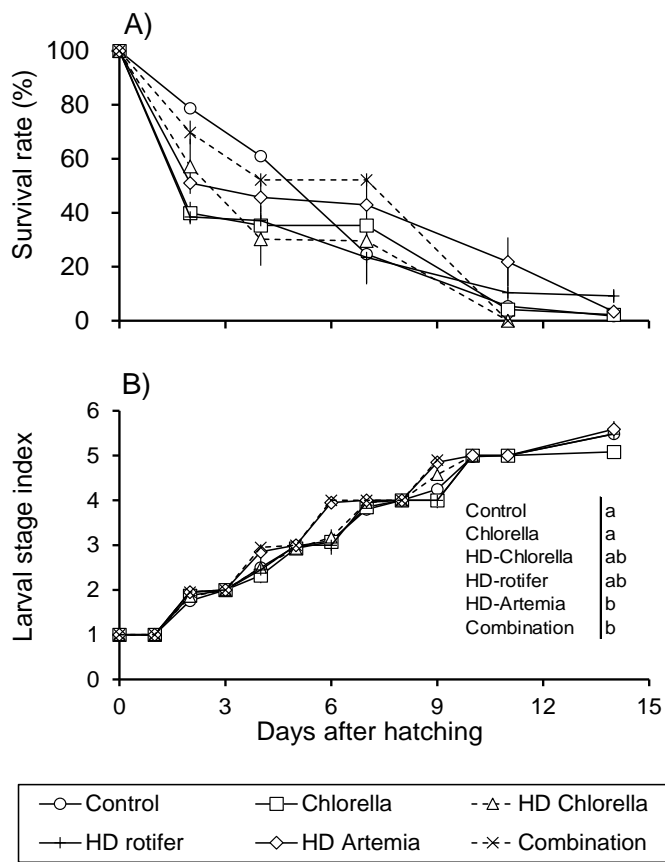 A)
100
80
60
40
20
0
Survival rate (%)
B)
6
5
4
3
2
1
0
Larval stage index
Control a
Chlorella a
HD-Chlorella ab
HD-rotifer ab
HD-Artemia b
Combination b
0 3 6 9 12 15
Days after hatching
Control Chlorella HD Chlorella
HD rotifer HD Artemia Combination